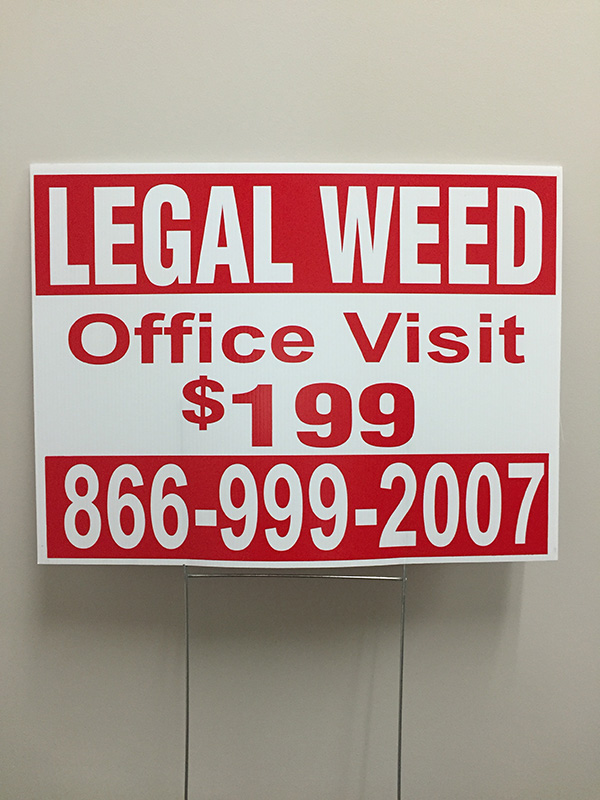 LEGAL WEED
Office Visit
$199
866-999-2007